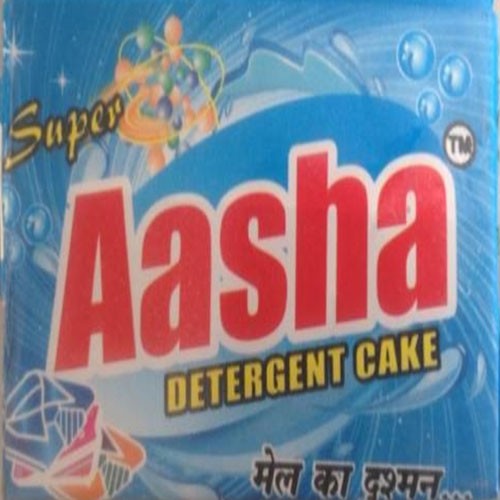 Super
Aasha
TM
DETERGENT CAKE
मेल का दुश्मन...